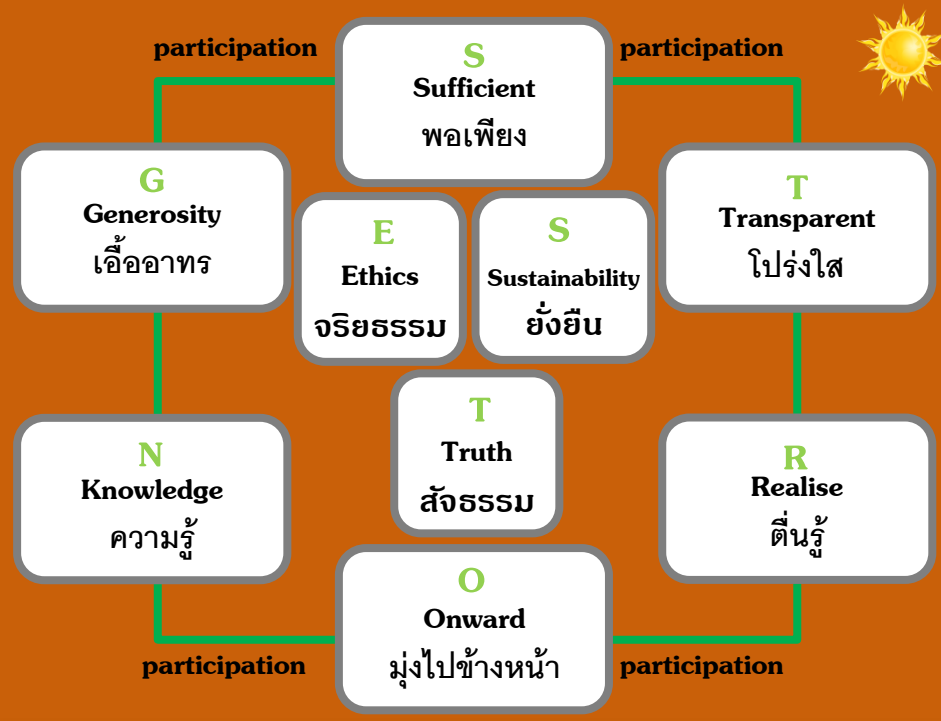 participation
participation
S
Sufficient
พอเพียง
G
Generosity
เอื้ออาทร
E
Ethics
จริยธรรม
S
Sustainability
ยั่งยืน
T
Transparent
โปร่งใส
T
Truth
สัจธรรม
N
Knowledge
ความรู้
R
Realise
ตื่นรู้
O
Onward
มุ่งไปข้างหน้า
participation
participation